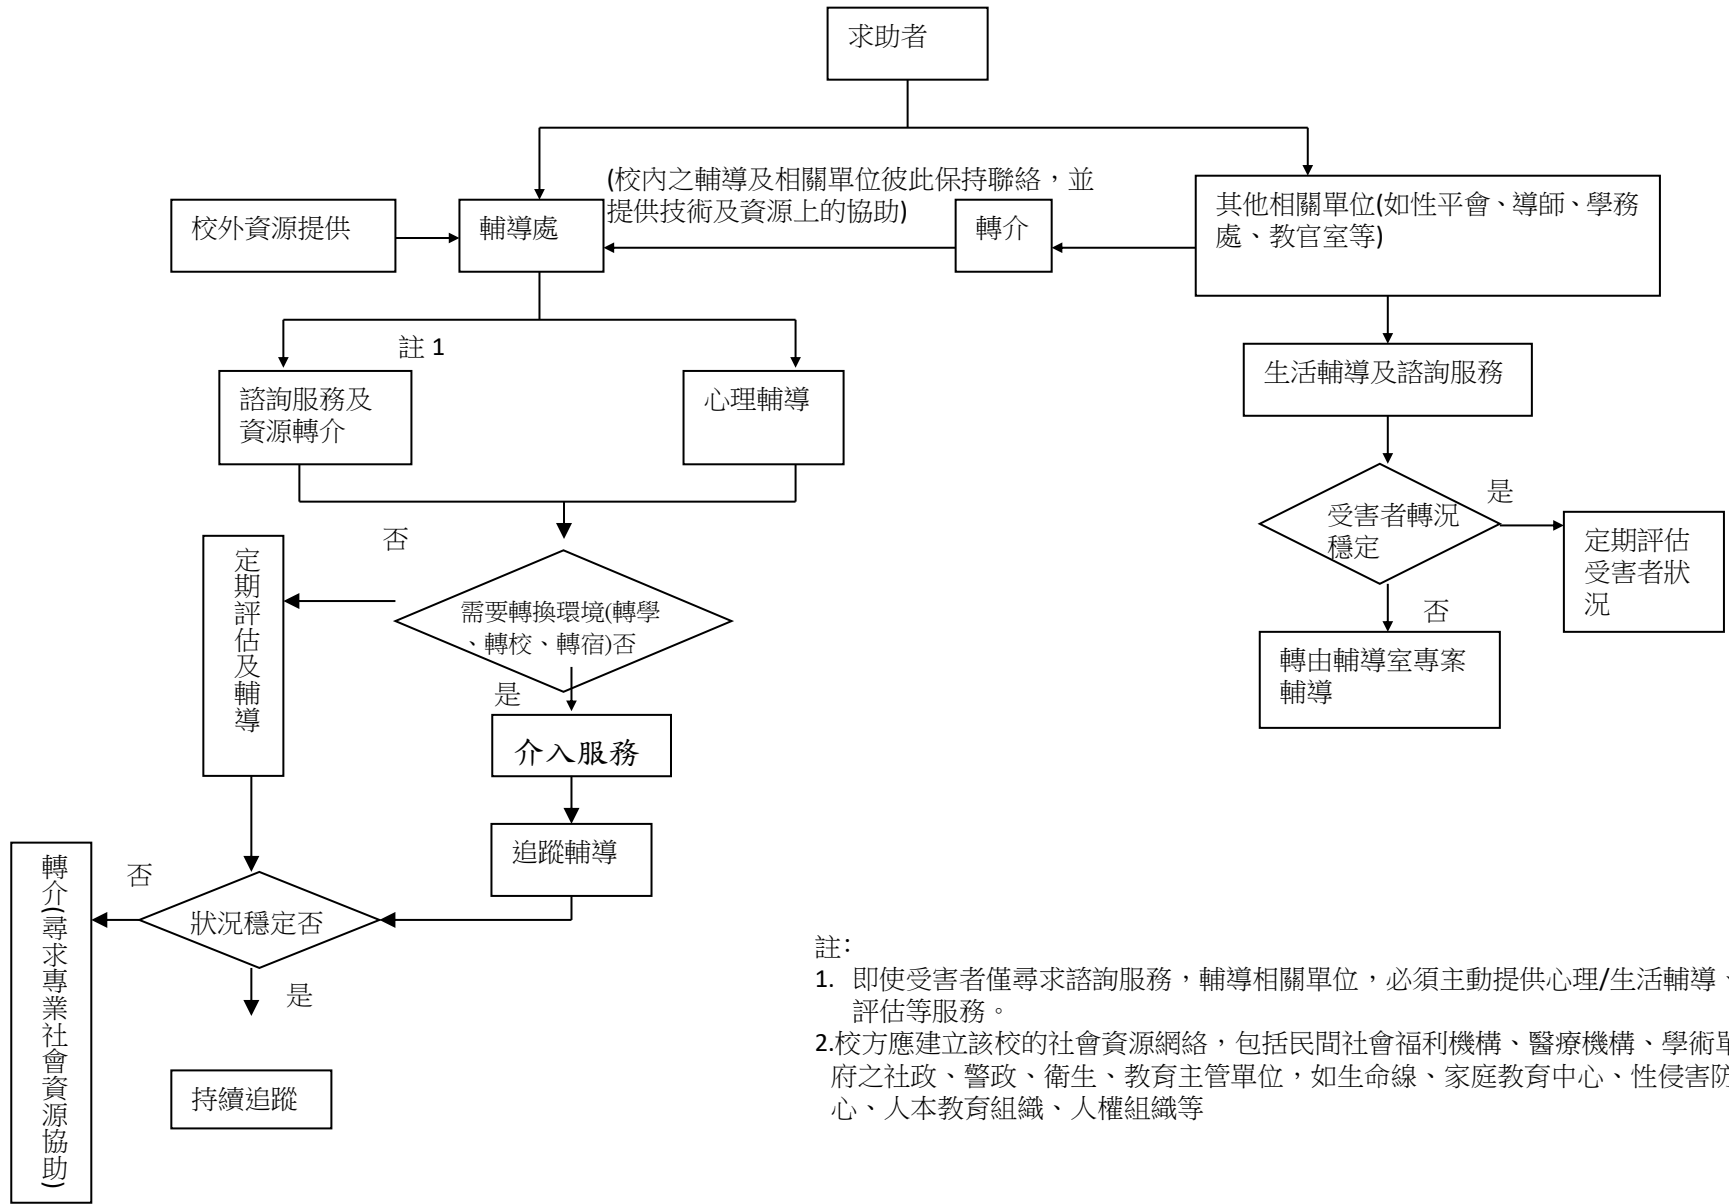 求助者
(校內之輔導及相關單位彼此保持聯絡，並
提供技術及資源上的協助)
校外資源提供
輔導處
轉介
其他相關單位(如性平會、導師、學務
處、教官室等)
註 1
諮詢服務及
資源轉介
心理輔導
生活輔導及諮詢服務
受害者轉況
穩定
是
定期評估
受害者狀
況
否
轉由輔導室專案
輔導
否
定期評估及輔導
需要轉換環境(轉學
、轉校、轉宿)否
是
介入服務
追蹤輔導
狀況穩定否
否
轉介(尋求專業社會資源協助)
是
持續追蹤
註：
1. 即使受害者僅尋求諮詢服務，輔導相關單位，必須主動提供心理/生活輔導、
評估等服務。
2.校方應建立該校的社會資源網絡，包括民間社會福利機構、醫療機構、學術單
府之社政、警政、衛生、教育主管單位，如生命線、家庭教育中心、性侵害防
心、人本教育組織、人權組織等